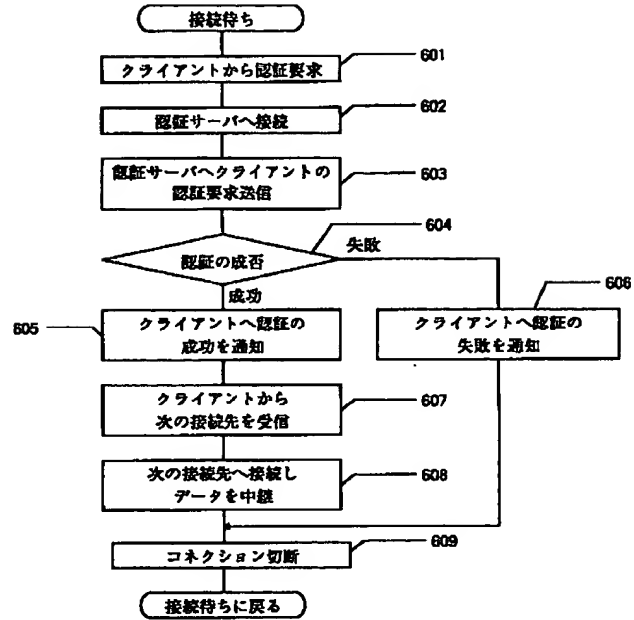 接続待ち
クライアントから認証要求
601
認証サーバへ接続
602
認証サーバへクライアントの
認証要求送信
603
認証の成否
604
失敗
成功
605
クライアントへ認証の
成功を通知
606
クライアントへ認証の
失敗を通知
クライアントから
次の接続先を受信
607
次の接続先へ接続し
データを中継
608
コネクション切断
609
接続待ちに戻る